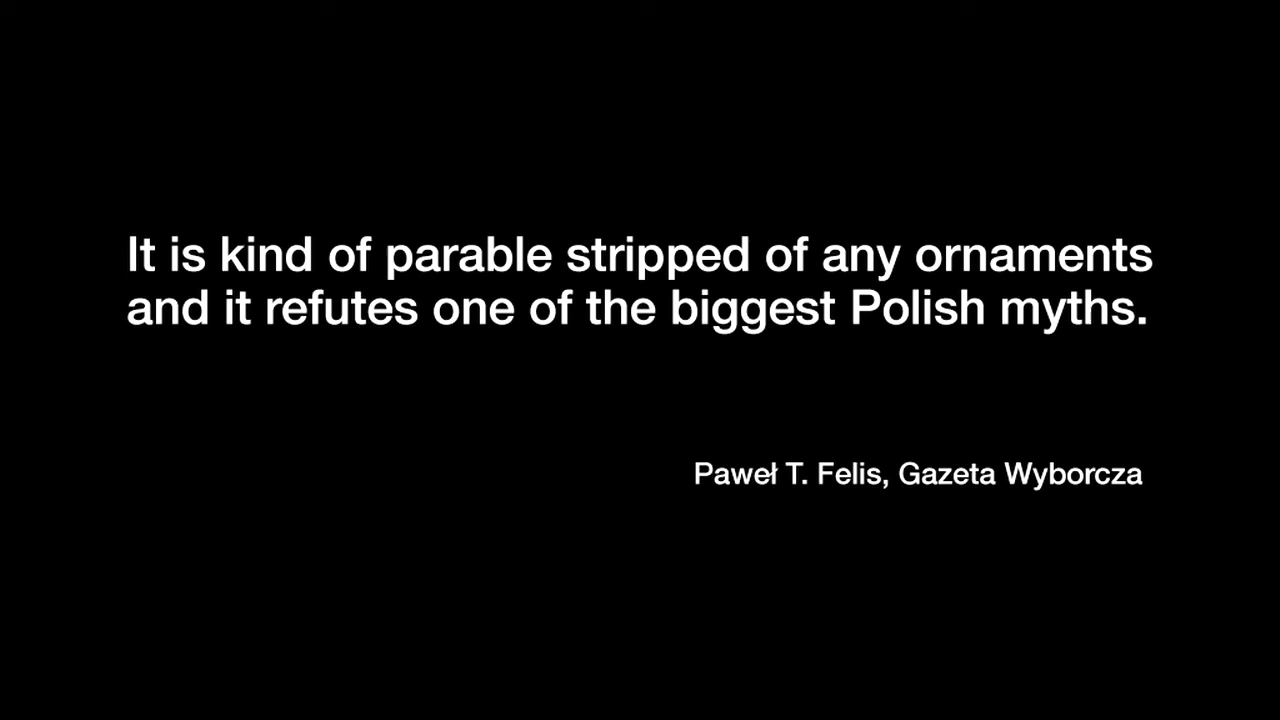 It is kind of parable stripped of any ornaments
and it refutes one of the biggest Polish myths.
Paweł T. Felis, Gazeta Wyborcza